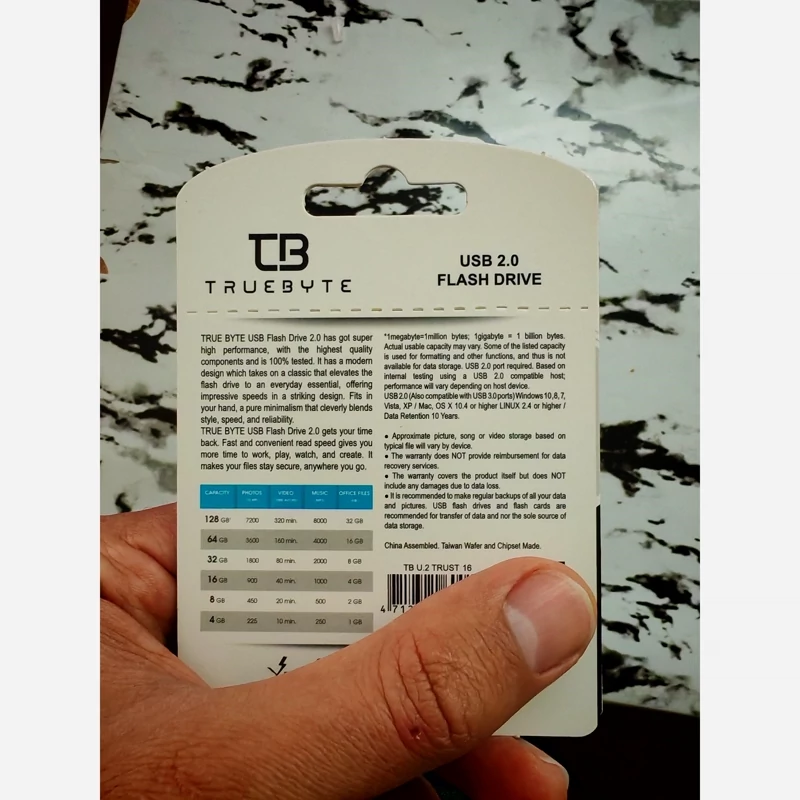 TB
TRUEBYTE
USB 2.0
FLASH DRIVE
TRUE BYTE USB Flash Drive 2.0 has got super
high performance, with the highest quality
components and is 100% tested. It has a modern
design which takes on a classic that elevates the
flash drive to an everyday essential, offering
impressive speeds in a striking design. Fits in
your hand, a pure minimalism that cleverly blends
style, speed, and reliability.
TRUE BYTE USB Flash Drive 2.0 gets your time
back. Fast and convenient read speed gives you
more time to work, play, watch, and create. It
makes your files stay secure, anywhere you go.
CAPACITY PHOTOS VIDEO MUSIC OFFICE FILES
128 GB 7200 320 min. 8000 32 GB
64 GB 3600 160 min. 4000 16 GB
32 GB 1800 80 min. 2000 8 GB
16 GB 900 40 min. 1000 4 GB
8 GB 450 20 min. 500 2 GB
4 GB 225 10 min. 250 1 GB
*1megabyte=1million bytes; 1gigabyte = 1 billion bytes.
Actual usable capacity may vary. Some of the listed capacity
is used for formatting and other functions, and thus is not
available for data storage. USB 2.0 port required. Based on
internal testing using a USB 2.0 compatible host;
performance will vary depending on host device.
USB 2.0 (Also compatible with USB 3.0 ports) Windows 10, 8, 7,
Vista, XP / Mac, OS X 10.4 or higher LINUX 2.4 or higher /
Data Retention 10 Years.
● Approximate picture, song or video storage based on
typical file will vary by device.
● The warranty does NOT provide reimbursement for data
recovery services.
● The warranty covers the product itself but does NOT
include any damages due to data loss.
● It is recommended to make regular backups of all your data
and pictures. USB flash drives and flash cards are
recommended for transfer of data and nor the sole source of
data storage.
China Assembled. Taiwan Wafer and Chipset Made.
TB U.2 TRUST 16
4 71